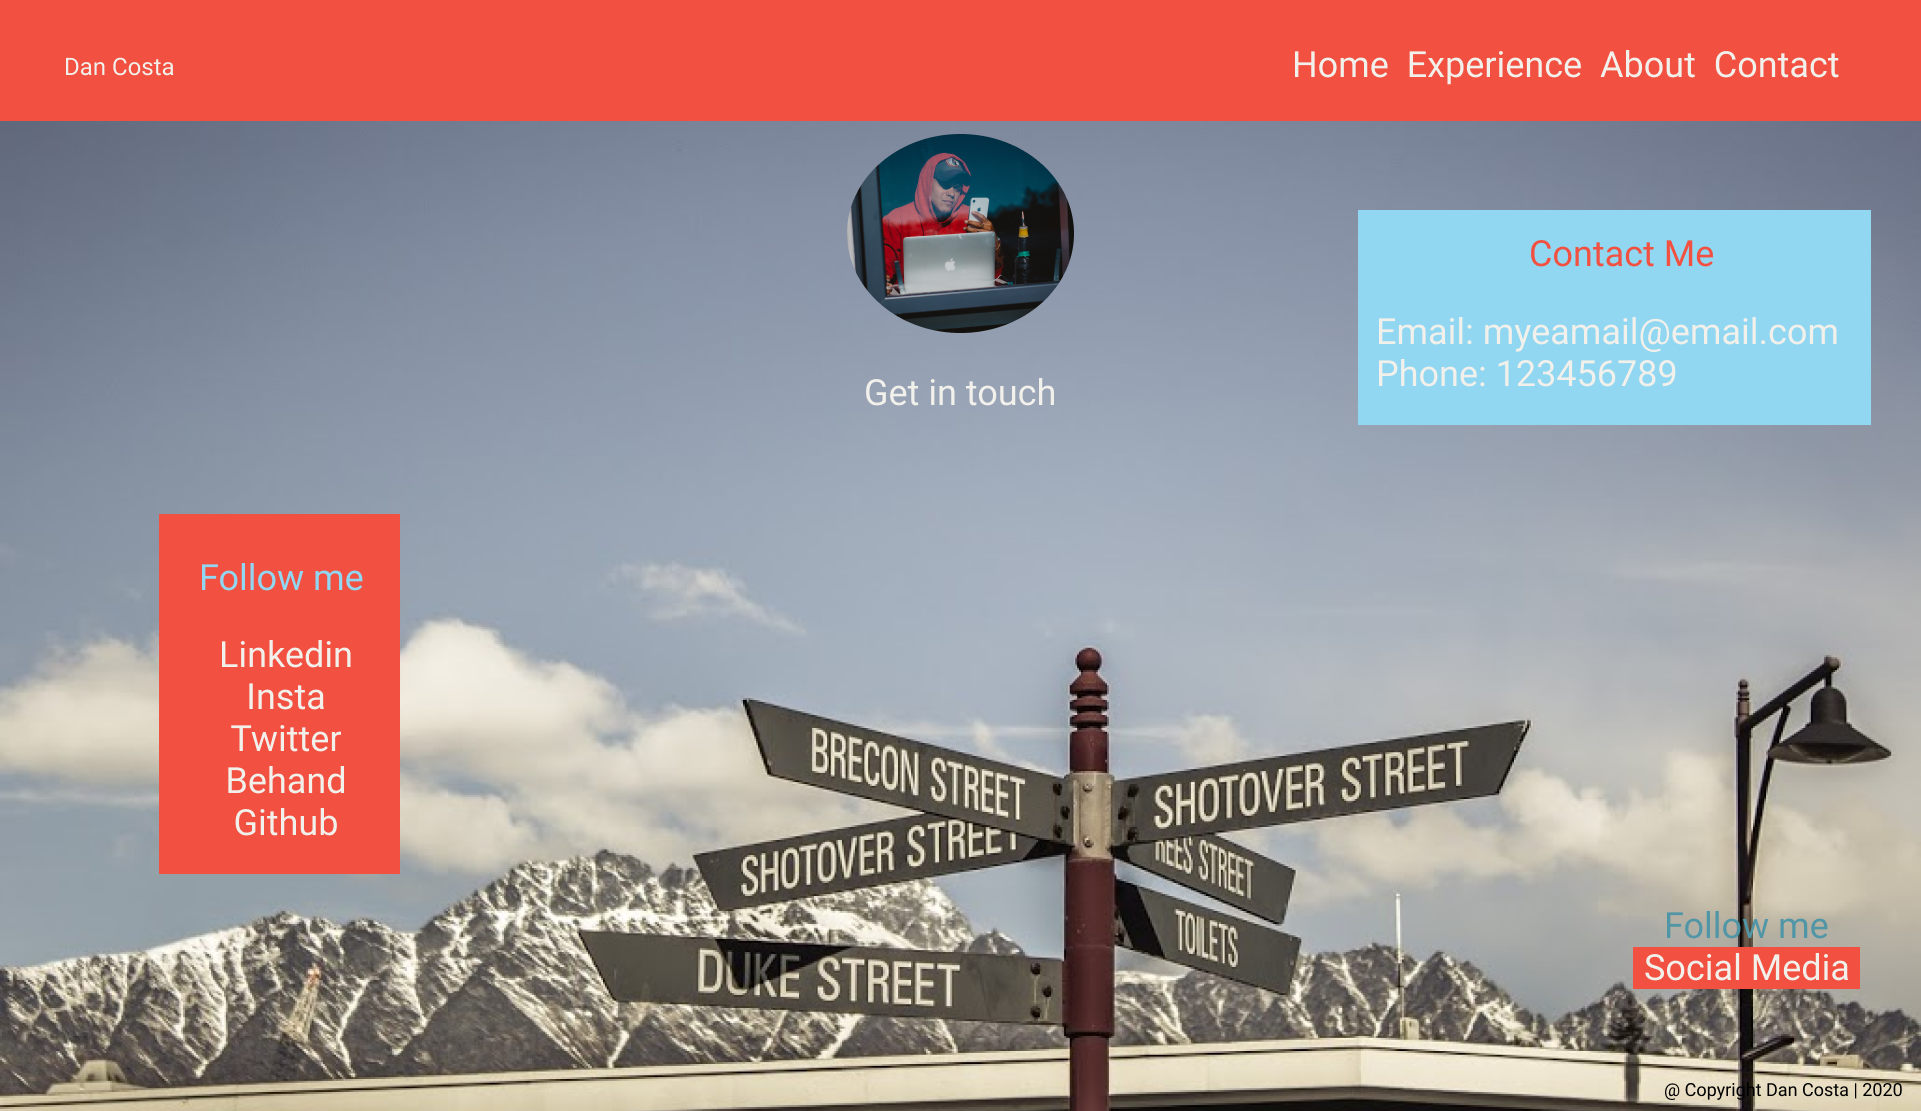 Dan Costa
Home Experience About Contact
Contact Me
Email: myeamail@email.com
Phone: 123456789
Get in touch
Follow me
Linkedin
Insta
Twitter
Behand
Github
BRECON STREET
SHOTOVER STREET
SHOTOVER STREET
REES STREET
TOILETS
DUKE STREET
Follow me
Social Media
@ Copyright Dan Costa | 2020